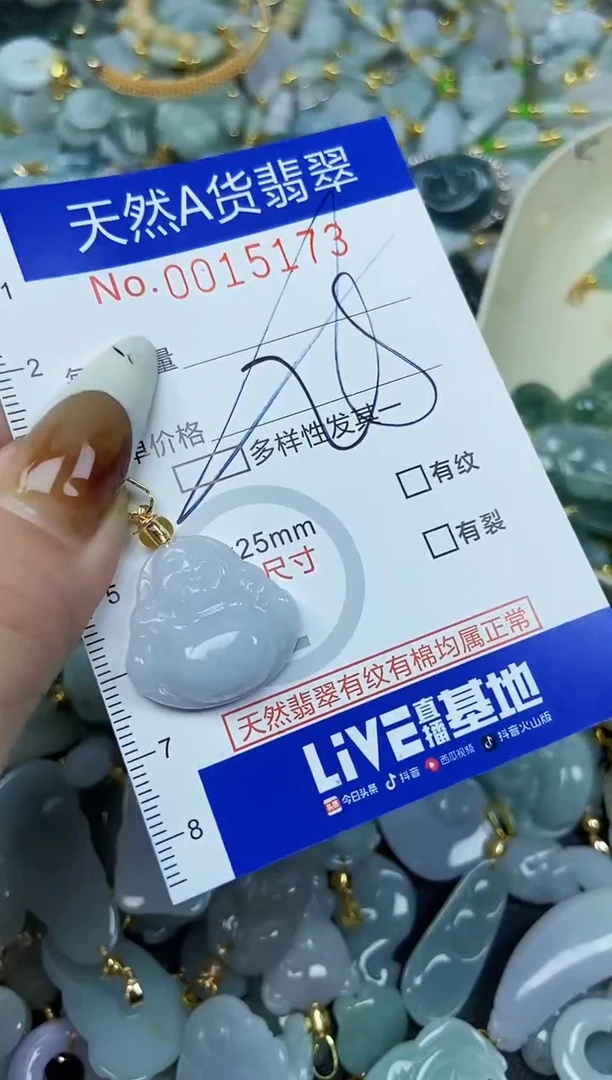 天然A货翡翠
No.0015173
1
2
量
单价格
多样性发其一
有纹
有裂
25mm
尺寸
5
天然翡翠有纹有棉均属正常
7
LiVE直播基地
8
今日头条 抖音 西瓜视频 抖音火山版